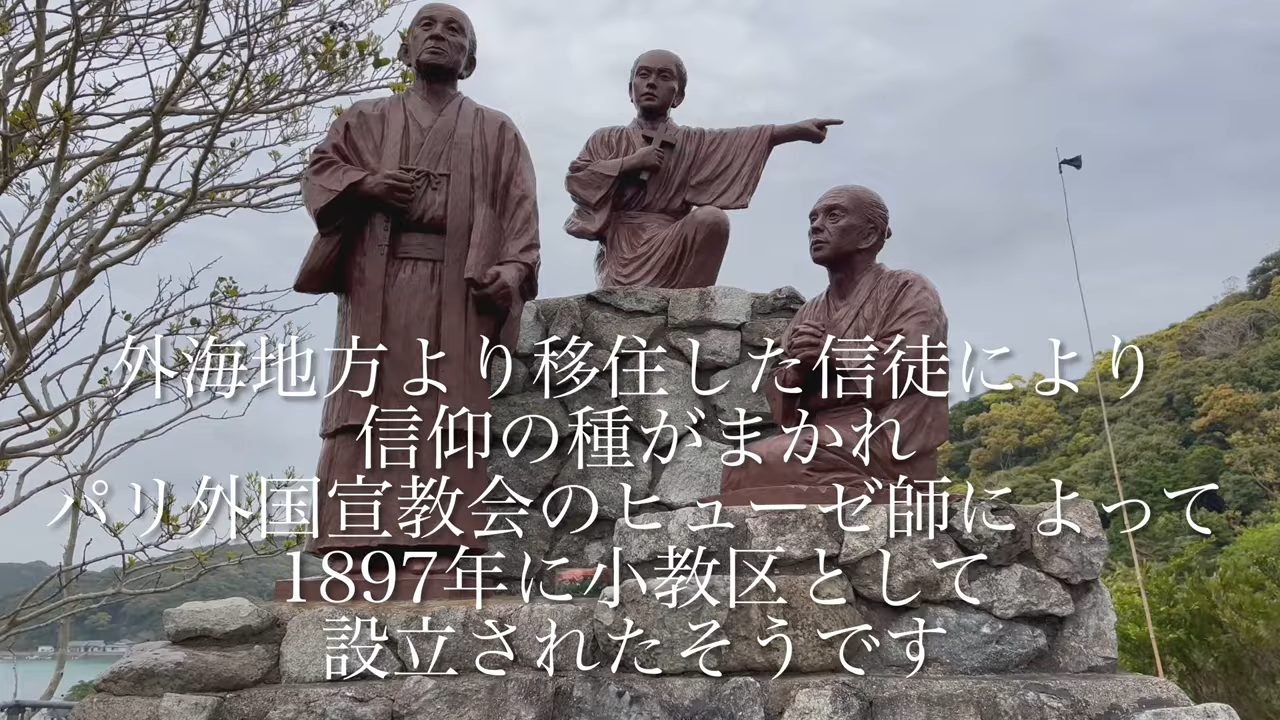 外海地方より移住した信徒により
信仰の種がまかれ
パリ外国宣教会のヒューゼ師によって
1897年に小教区として
設立されたそうです